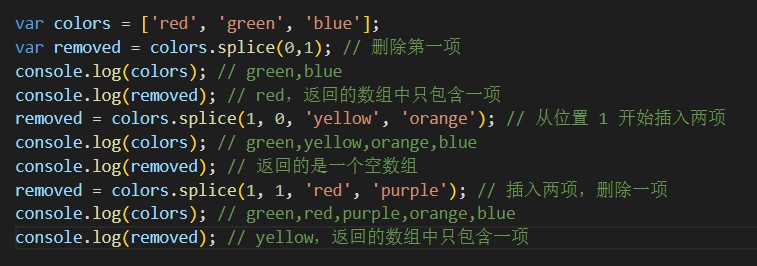 var colors = ['red', 'green', 'blue'];
var removed = colors.splice(0,1); // 删除第一项
console.log(colors); // green,blue
console.log(removed); // red，返回的数组中只包含一项
removed = colors.splice(1, 0, 'yellow', 'orange'); // 从位置 1 开始插入两项
console.log(colors); // green,yellow,orange,blue
console.log(removed); // 返回的是一个空数组
removed = colors.splice(1, 1, 'red', 'purple'); // 插入两项，删除一项
console.log(colors); // green,red,purple,orange,blue
console.log(removed); // yellow，返回的数组中只包含一项